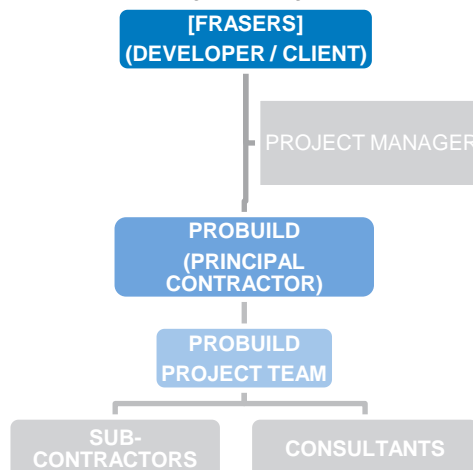 [FRASERS]
(DEVELOPER / CLIENT)
PROJECT MANAGER
PROBUILD
(PRINCIPAL
CONTRACTOR)
PROBUILD
PROJECT TEAM
SUB-
CONTRACTORS
CONSULTANTS